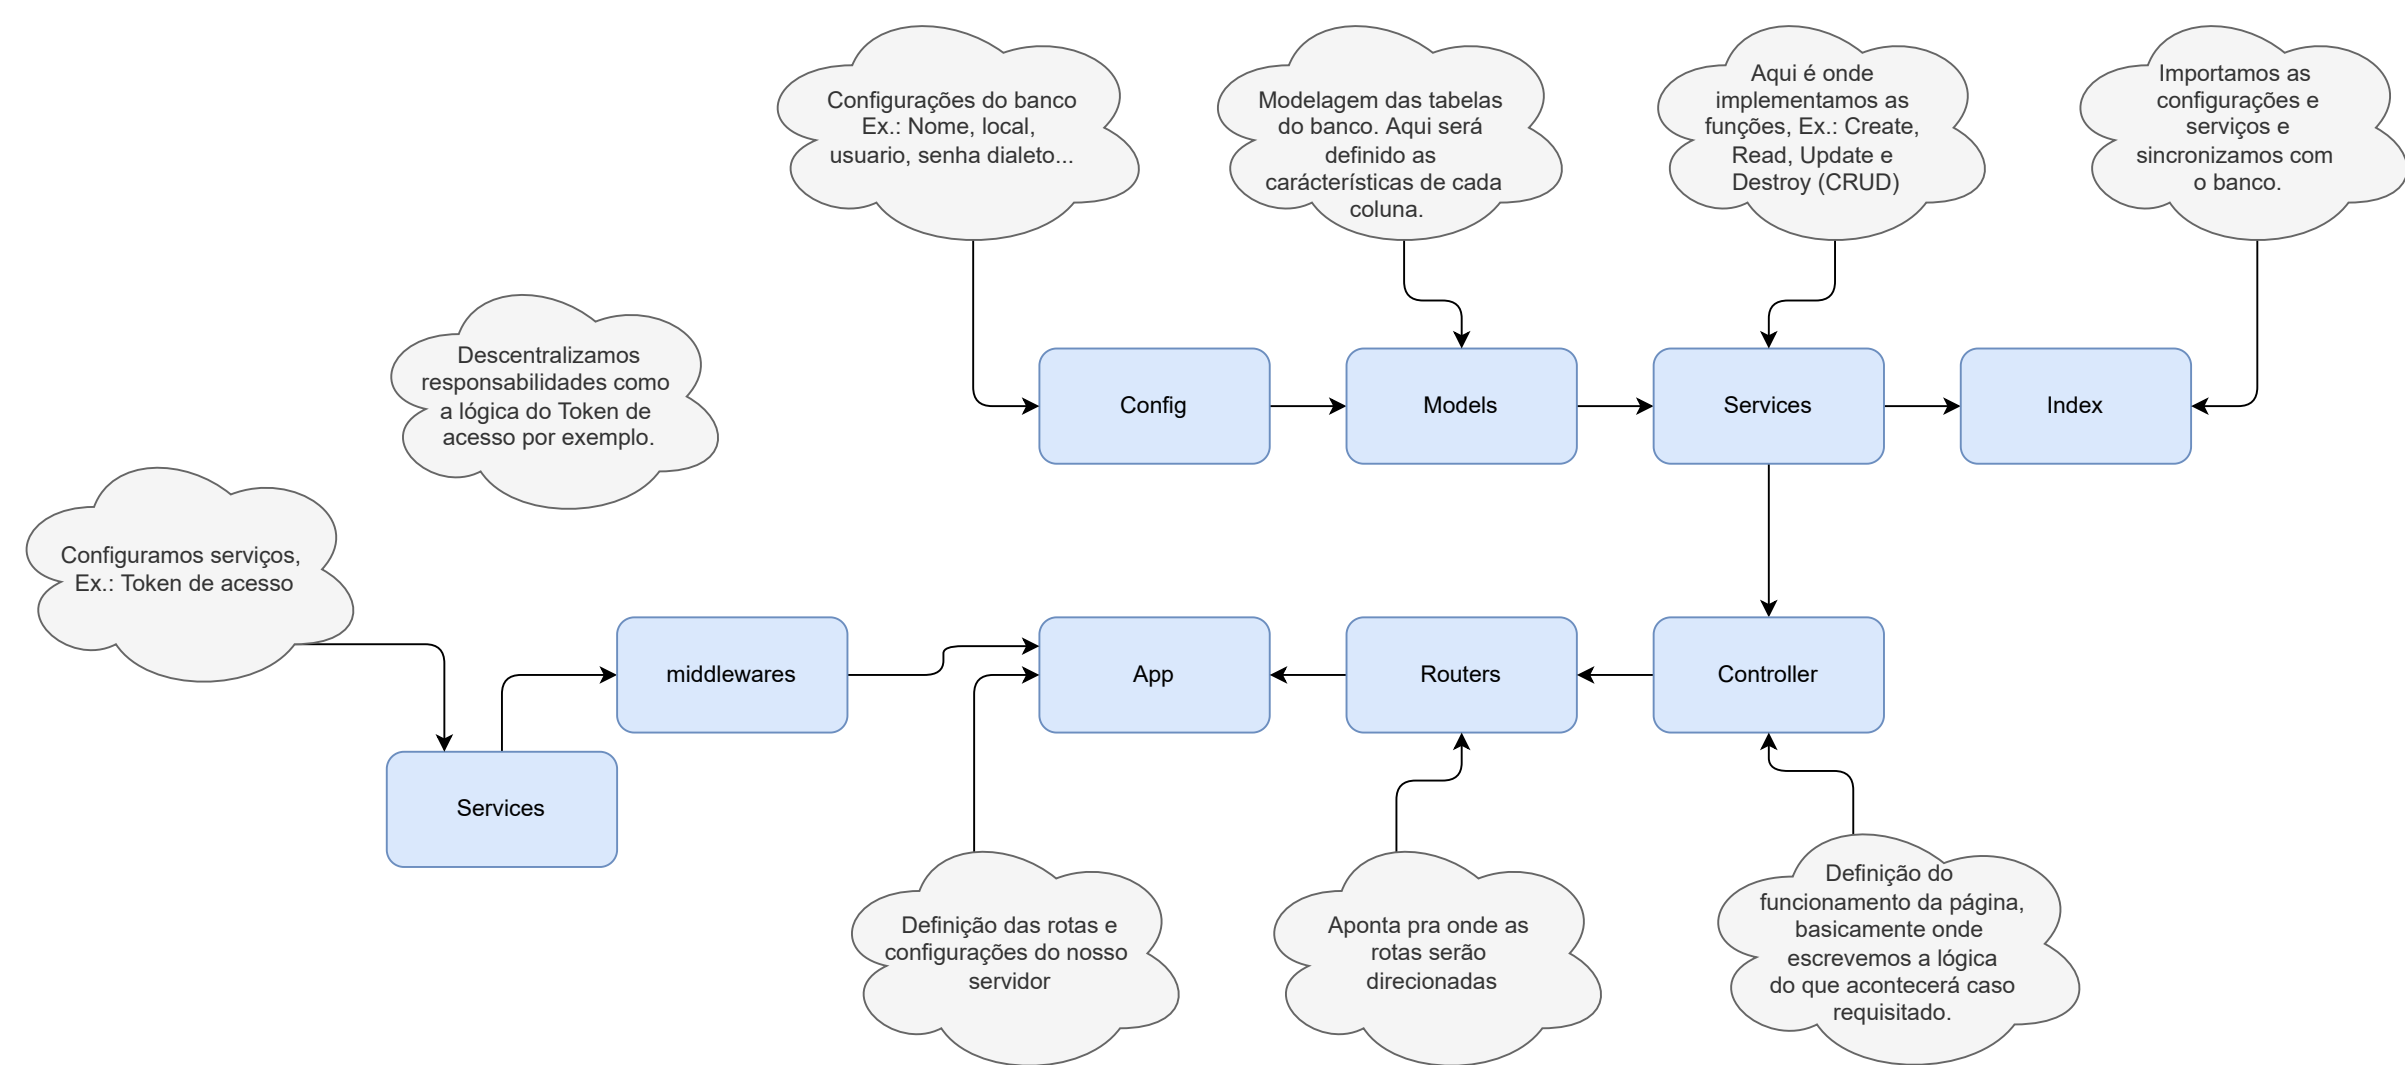 Configurações do banco
Ex.: Nome, local,
usuario, senha dialeto...
Modelagem das tabelas
do banco. Aqui será
definido as
carácterísticas de cada
coluna.
Aqui é onde
implementamos as
funções, Ex.: Create,
Read, Update e
Destroy (CRUD)
Importamos as
configurações e
serviços e
sincronizamos com
o banco.
Descentralizamos
responsabilidades como
a lógica do Token de
acesso por exemplo.
Config
Models
Services
Index
Configuramos serviços,
Ex.: Token de acesso
middlewares
App
Routers
Controller
Services
Definição das rotas e
configurações do nosso
servidor
Aponta pra onde as
rotas serão
direcionadas
Definição do
funcionamento da página,
basicamente onde
escrevemos a lógica
do que acontecerá caso
requisitado.